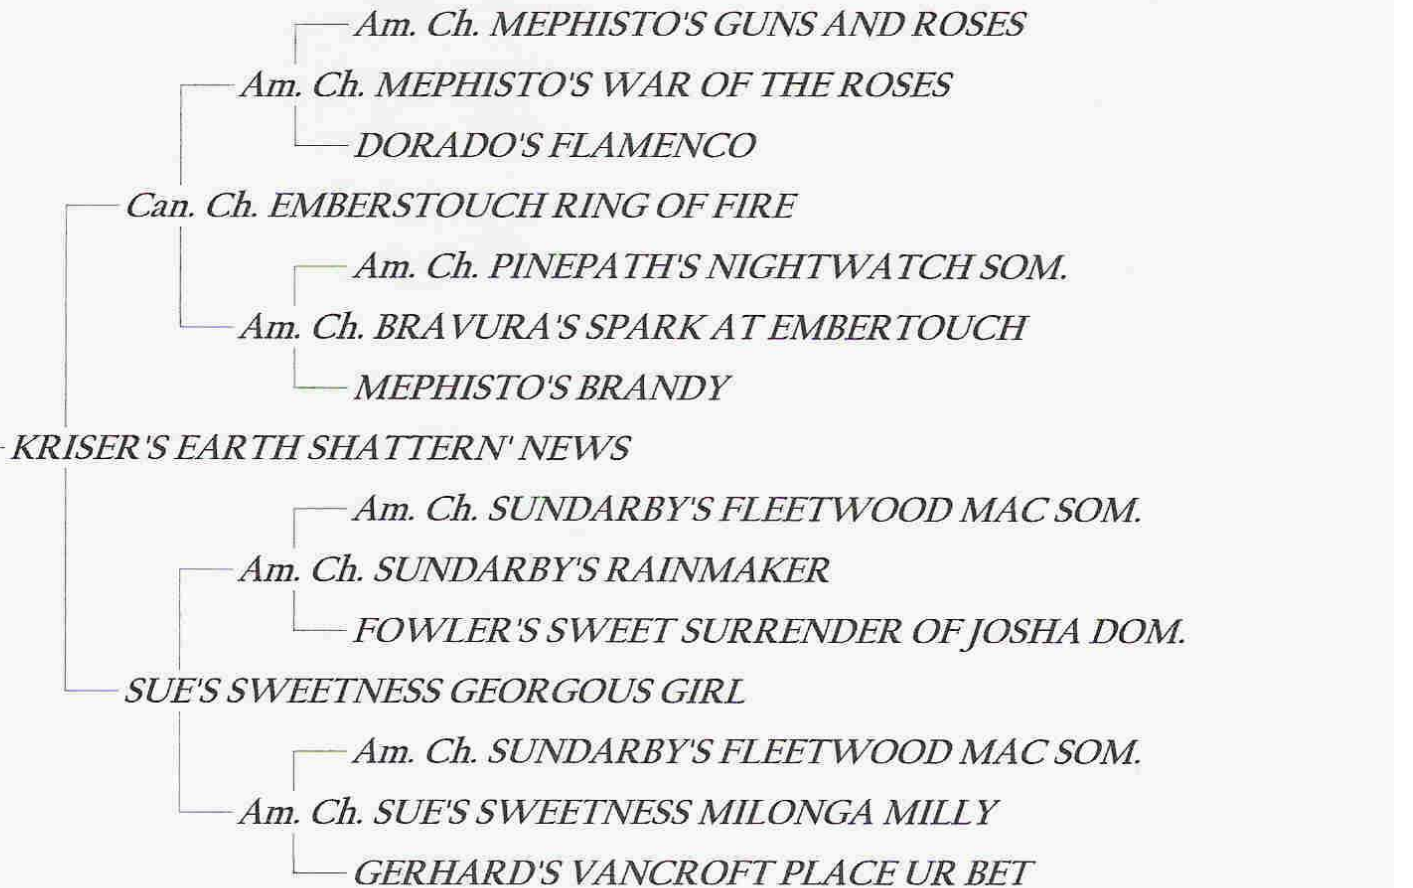 Am. Ch. MEPHISTO'S GUNS AND ROSES
Am. Ch. MEPHISTO'S WAR OF THE ROSES
DORADO'S FLAMENCO
Can. Ch. EMBERSTOUCH RING OF FIRE
Am. Ch. PINEPATH'S NIGHTWATCH SOM.
Am. Ch. BRAVURA'S SPARK AT EMBERTOUCH
MEPHISTO'S BRANDY
KRISER'S EARTH SHATTERN' NEWS
Am. Ch. SUNDARBY'S FLEETWOOD MAC SOM.
Am. Ch. SUNDARBY'S RAINMAKER
FOWLER'S SWEET SURRENDER OF JOSHA DOM.
SUE'S SWEETNESS GEORGOUS GIRL
Am. Ch. SUNDARBY'S FLEETWOOD MAC SOM.
Am. Ch. SUE'S SWEETNESS MILONGA MILLY
GERHARD'S VANCROFT PLACE UR BET